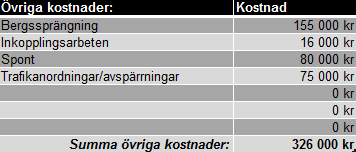 Övriga kostnader: Kostnad
Bergssprängning 155 000 kr
Inkopplingsarbeten 16 000 kr
Spont 80 000 kr
Trafikanordningar/avspärrningar 75 000 kr
0 kr
0 kr
0 kr
Summa övriga kostnader: 326 000 kr